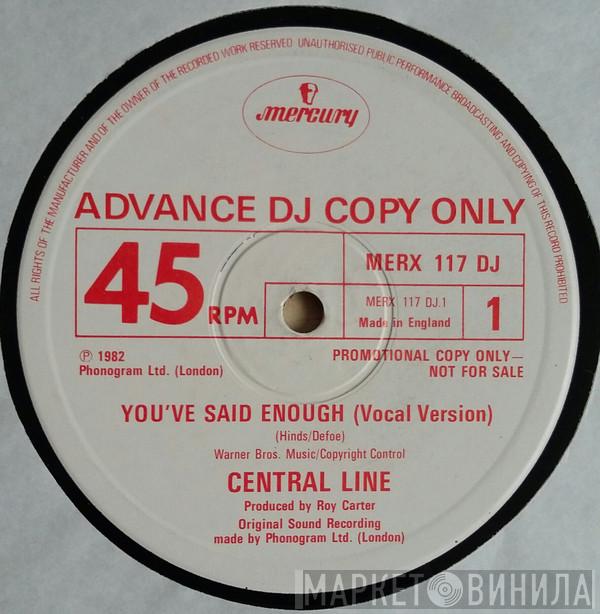 ALL RIGHTS OF THE MANUFACTURER AND OF THE OWNER OF THE RECORDED WORK RESERVED UNAUTHORISED PUBLIC PERFORMANCE BROADCASTING AND COPYING OF THIS RECORD PROHIBITED
mercury
ADVANCE DJ COPY ONLY
45 RPM
MERX 117 DJ
MERX 117 DJ.1
Made in England
1
℗ 1982
Phonogram Ltd. (London)
PROMOTIONAL COPY ONLY—
NOT FOR SALE
YOU'VE SAID ENOUGH (Vocal Version)
(Hinds/Defoe)
Warner Bros. Music/Copyright Control
CENTRAL LINE
Produced by Roy Carter
Original Sound Recording
made by Phonogram Ltd. (London)
МАРКЕТ ВИНИЛА